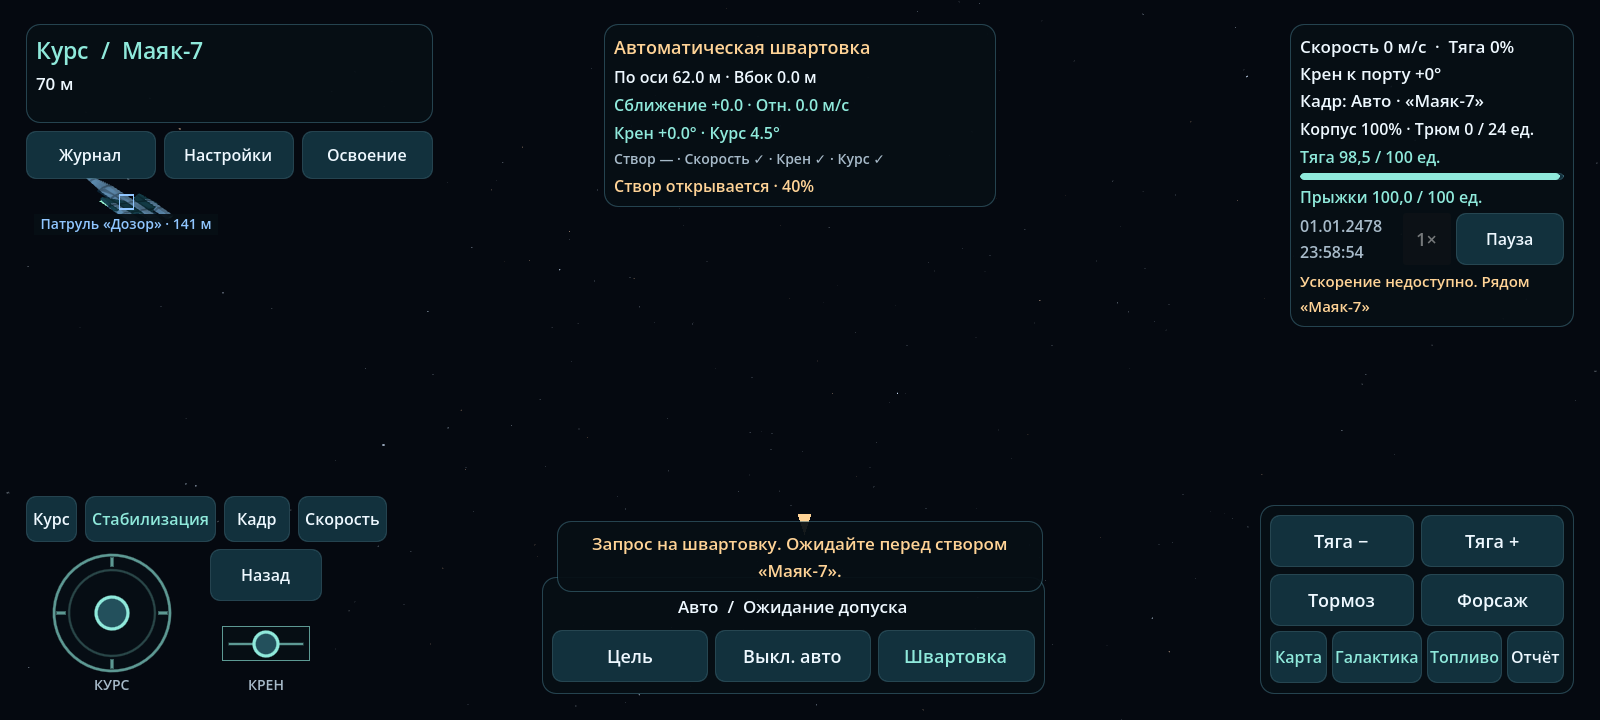 Курс / Маяк-7
70 м
Журнал
Настройки
Освоение
Патруль «Дозор» · 141 м
Автоматическая швартовка
По оси 62.0 м · Вбок 0.0 м
Сближение +0.0 · Отн. 0.0 м/с
Крен +0.0° · Курс 4.5°
Створ — · Скорость ✓ · Крен ✓ · Курс ✓
Створ открывается · 40%
Скорость 0 м/с · Тяга 0%
Крен к порту +0°
Кадр: Авто · «Маяк-7»
Корпус 100% · Трюм 0 / 24 ед.
Тяга 98,5 / 100 ед.
Прыжки 100,0 / 100 ед.
01.01.2478
23:58:54
1×
Пауза
Ускорение недоступно. Рядом
«Маяк-7»
Курс
Стабилизация
Кадр
Скорость
Назад
КУРС
КРЕН
Запрос на швартовку. Ожидайте перед створом
«Маяк-7».
Авто / Ожидание допуска
Цель
Выкл. авто
Швартовка
Тяга −
Тяга +
Тормоз
Форсаж
Карта
Галактика
Топливо
Отчёт